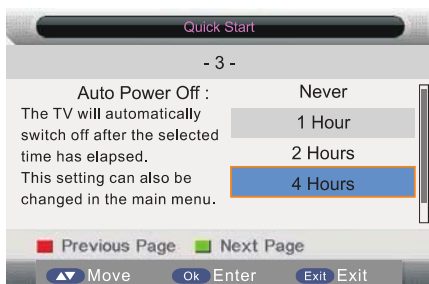 Quick Start
- 3 -
Auto Power Off :
The TV will automatically
switch off after the selected
time has elapsed.
This setting can also be
changed in the main menu.
Never
1 Hour
2 Hours
4 Hours
Previous Page Next Page
Move Ok Enter Exit Exit